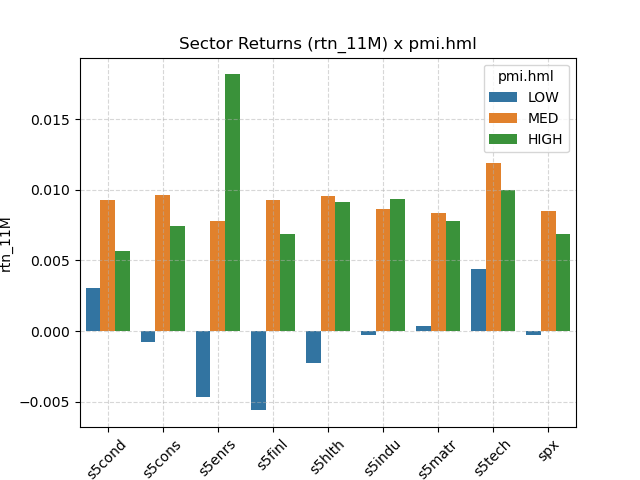 Sector Returns (rtn_11M) x pmi.hml
pmi.hml
LOW
MED
HIGH
0.015
0.010
0.005
0.000
−0.005
rtn_11M
s5cond
s5cons
s5enrs
s5finl
s5hlth
s5indu
s5matr
s5tech
spx